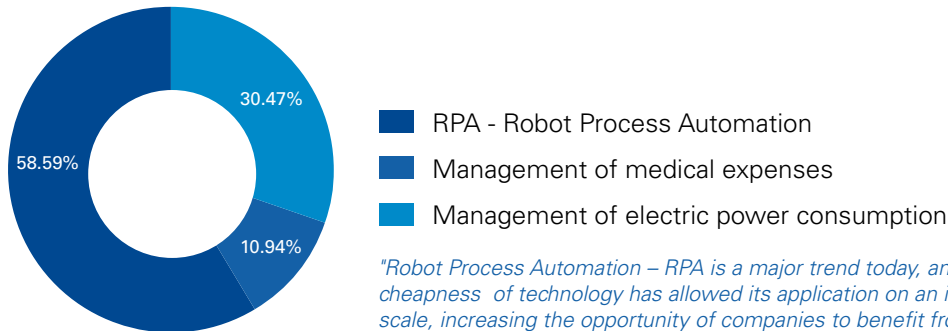 30.47%
58.59%
10.94%
RPA - Robot Process Automation
Management of medical expenses
Management of electric power consumption
"Robot Process Automation – RPA is a major trend today,
cheapness of technology has allowed its application on an
scale, increasing the opportunity of companies to benefit